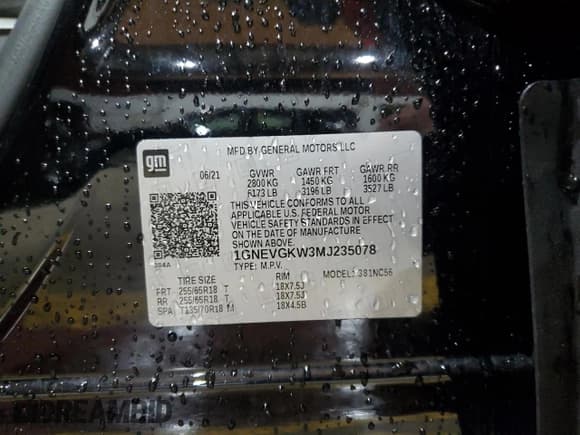 gm
MFD BY GENERAL MOTORS LLC
06/21 GVWR GAWR FRT GAWR RR
2800 KG 1450 KG 1600 KG
6173 LB 3196 LB 3527 LB
THIS VEHICLE CONFORMS TO ALL
APPLICABLE U.S. FEDERAL MOTOR
VEHICLE SAFETY STANDARDS IN EFFECT
ON THE DATE OF MANUFACTURE
SHOWN ABOVE.
1GNEVGKW3MJ235078
TYPE: M.P.V. MODEL:
TIRE SIZE RIM
FRT 255/65R18 T 18X7.5J
RR 255/65R18 T 18X7.5J
SPA T135/70R18 M 18X4.5B